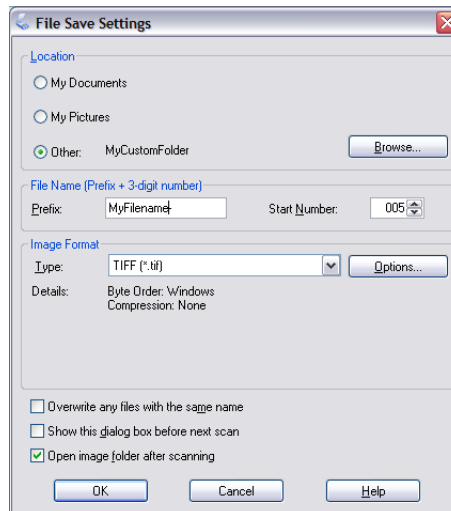 File Save Settings
Location
My Documents
My Pictures
Other: MyCustomFolder Browse...
File Name (Prefix + 3-digit number)
Prefix: MyFilename Start Number: 005
Image Format
Type: TIFF (*.tif) Options...
Details: Byte Order: Windows
Compression: None
Overwrite any files with the same name
Show this dialog box before next scan
Open image folder after scanning
OK Cancel Help